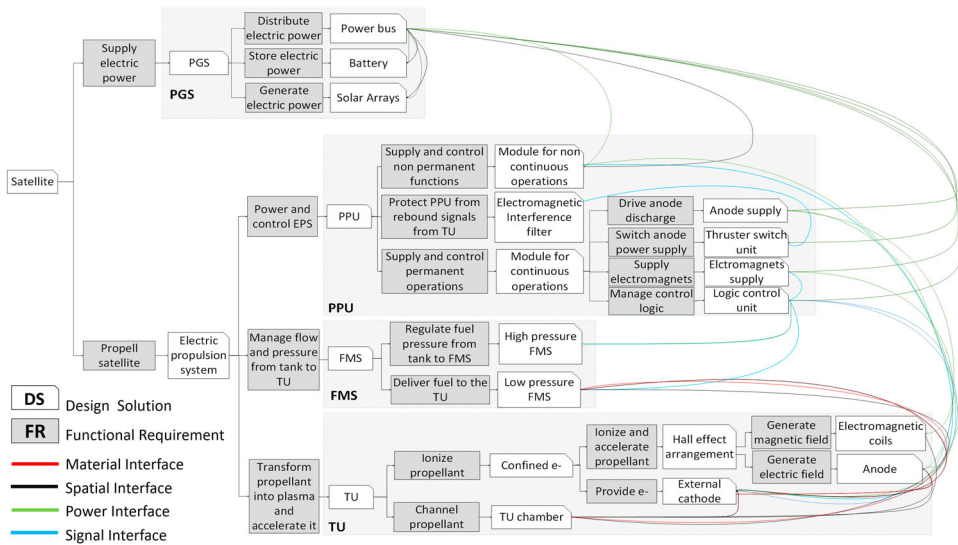 Satellite
Supply
electric
power
PGS
Distribute
electric power
Power bus
Store electric
power
Battery
Generate
electric power
Solar Arrays
PGS
Propell
satellite
Electric
propulsion
system
Power and
control EPS
PPU
Supply and control
non permanent
functions
Module for non
continuous
operations
Protect PPU from
rebound signals
from TU
Electromagnetic
Interference
filter
Supply and control
permanent
operations
Module for
continuous
operations
Drive anode
discharge
Anode supply
Switch anode
power supply
Thruster switch
unit
Supply
electromagnets
Elctromagnets
supply
Manage control
logic
Logic control
unit
PPU
Manage flow
and pressure
from tank to
TU
FMS
Regulate fuel
pressure from
tank to FMS
High pressure
FMS
Deliver fuel to the
TU
Low pressure
FMS
FMS
Transform
propellant
into plasma
and
accelerate it
TU
Ionize
propellant
Confined e-
Ionize and
accelerate
propellant
Hall effect
arrangement
Generate
magnetic field
Electromagnetic
coils
Generate
electric field
Anode
Provide e-
External
cathode
Channel
propellant
TU chamber
TU
DS
Design Solution
FR
Functional Requirement
Material Interface
Spatial Interface
Power Interface
Signal Interface